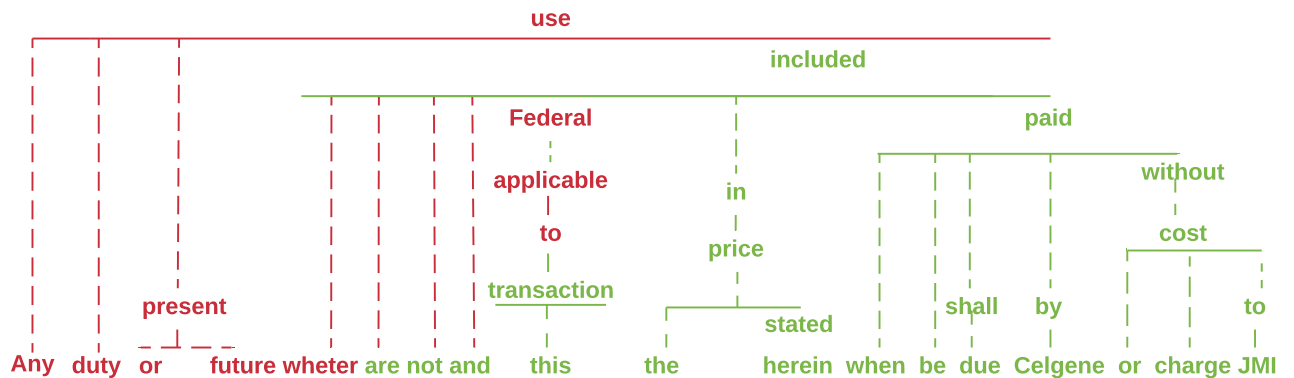 use
included
Federal
paid
applicable
without
in
to
cost
price
transaction
present
shall
by
to
stated
Any duty or future wheter are not and this the herein when be due Celgene or charge JMI